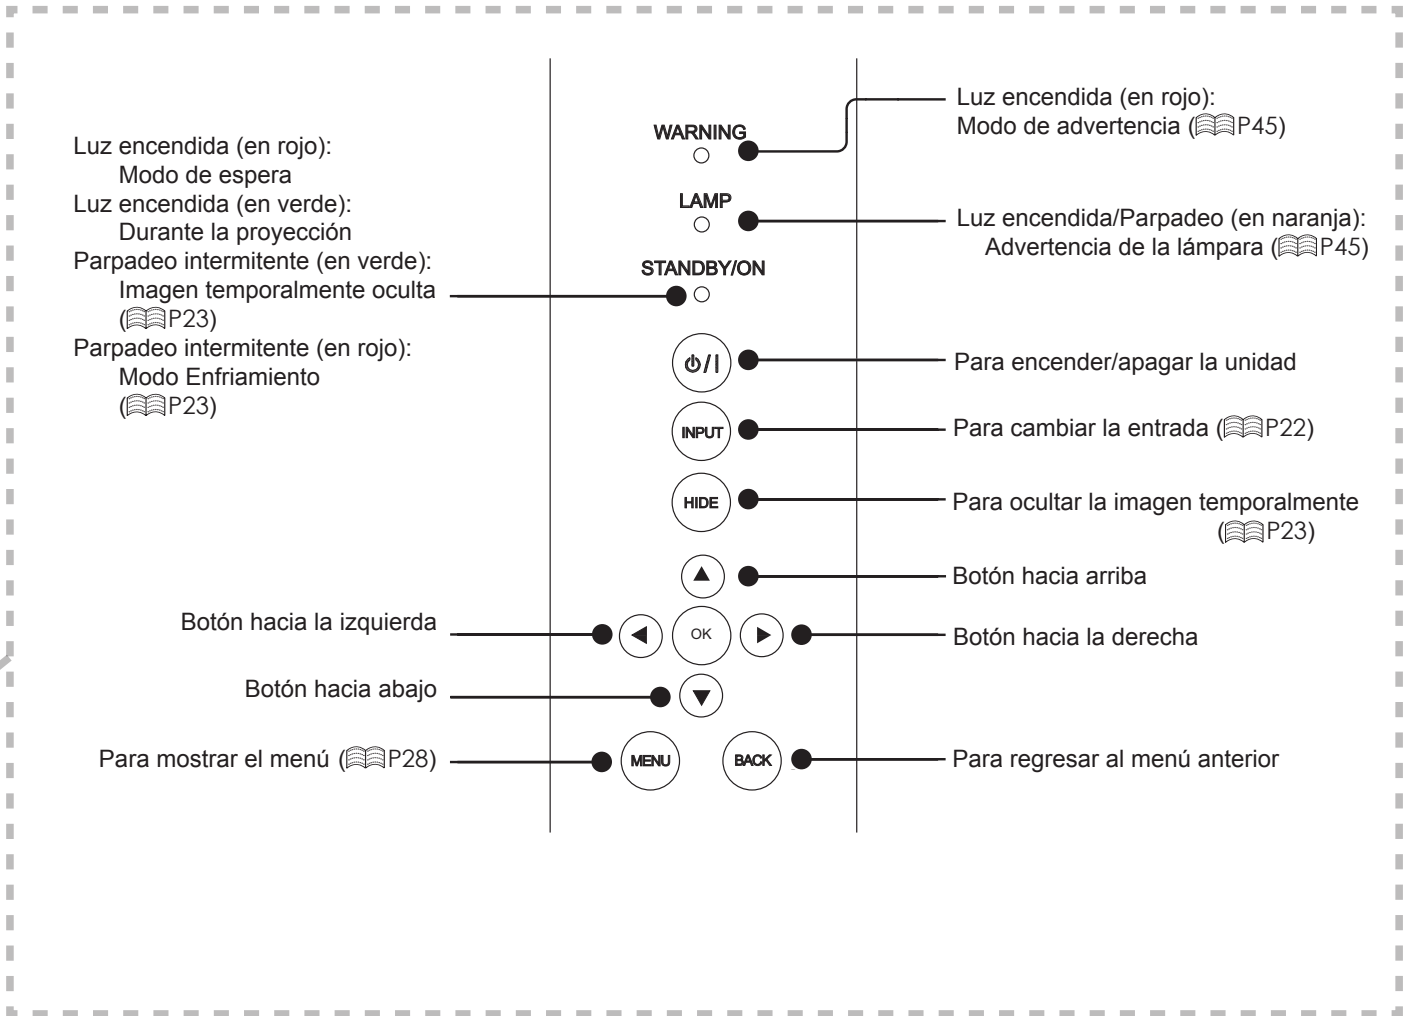 Luz encendida (en rojo):
Modo de espera
Luz encendida (en verde):
Durante la proyección
Parpadeo intermitente (en verde):
Imagen temporalmente oculta
(P23)
Parpadeo intermitente (en rojo):
Modo Enfriamiento
(P23)
Botón hacia la izquierda
Botón hacia abajo
Para mostrar el menú (P28)
WARNING
LAMP
STANDBY/ON
⏻/|
INPUT
HIDE
OK
MENU
BACK
Luz encendida (en rojo):
Modo de advertencia (P45)
Luz encendida/Parpadeo (en naranja):
Advertencia de la lámpara (P45)
Para encender/apagar la unidad
Para cambiar la entrada (P22)
Para ocultar la imagen temporalmente
(P23)
Botón hacia arriba
Botón hacia la derecha
Para regresar al menú anterior